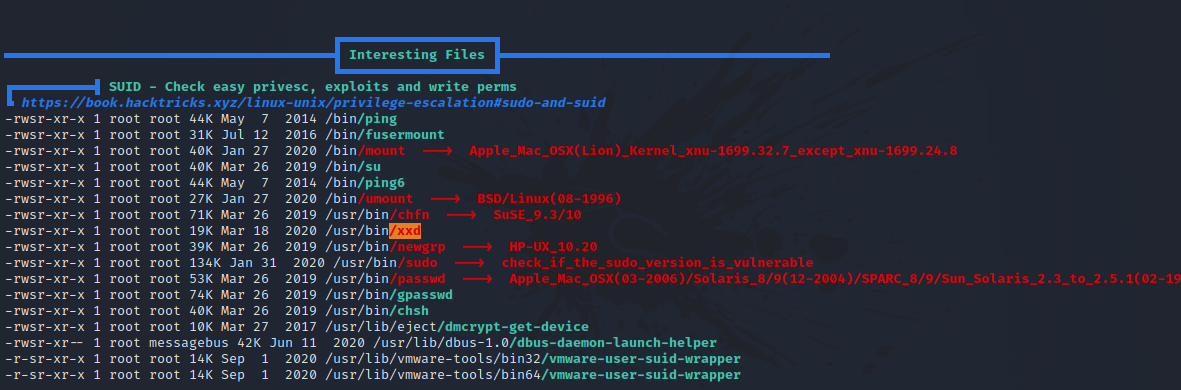 Interesting Files
SUID - Check easy privesc, exploits and write perms
https://book.hacktricks.xyz/linux-unix/privilege-escalation#sudo-and-suid
-rwsr-xr-x 1 root root 44K May  7  2014 /bin/ping
-rwsr-xr-x 1 root root 31K Jul 12  2016 /bin/fusermount
-rwsr-xr-x 1 root root 40K Jan 27  2020 /bin/mount  --->  Apple_Mac_OSX(Lion)_Kernel_xnu-1699.32.7_except_xnu-1699.24.8
-rwsr-xr-x 1 root root 40K Mar 26  2019 /bin/su
-rwsr-xr-x 1 root root 44K May  7  2014 /bin/ping6
-rwsr-xr-x 1 root root 27K Jan 27  2020 /bin/umount  --->  BSD/Linux(08-1996)
-rwsr-xr-x 1 root root 71K Mar 26  2019 /usr/bin/chfn  --->  SuSE_9.3/10
-rwsr-xr-x 1 root root 19K Mar 18  2020 /usr/bin/xxd
-rwsr-xr-x 1 root root 39K Mar 26  2019 /usr/bin/newgrp  --->  HP-UX_10.20
-rwsr-xr-x 1 root root 134K Jan 31  2020 /usr/bin/sudo  --->  check_if_the_sudo_version_is_vulnerable
-rwsr-xr-x 1 root root 53K Mar 26  2019 /usr/bin/passwd  --->  Apple_Mac_OSX(03-2006)/Solaris_8/9(12-2004)/SPARC_8/9/Sun_Solaris_2.3_to_2.5.1(02-19
-rwsr-xr-x 1 root root 74K Mar 26  2019 /usr/bin/gpasswd
-rwsr-xr-x 1 root root 40K Mar 26  2019 /usr/bin/chsh
-rwsr-xr-x 1 root root 10K Mar 27  2017 /usr/lib/eject/dmcrypt-get-device
-rwsr-xr-- 1 root messagebus 42K Jun 11  2020 /usr/lib/dbus-1.0/dbus-daemon-launch-helper
-r-sr-xr-x 1 root root 14K Sep  1  2020 /usr/lib/vmware-tools/bin32/vmware-user-suid-wrapper
-r-sr-xr-x 1 root root 14K Sep  1  2020 /usr/lib/vmware-tools/bin64/vmware-user-suid-wrapper